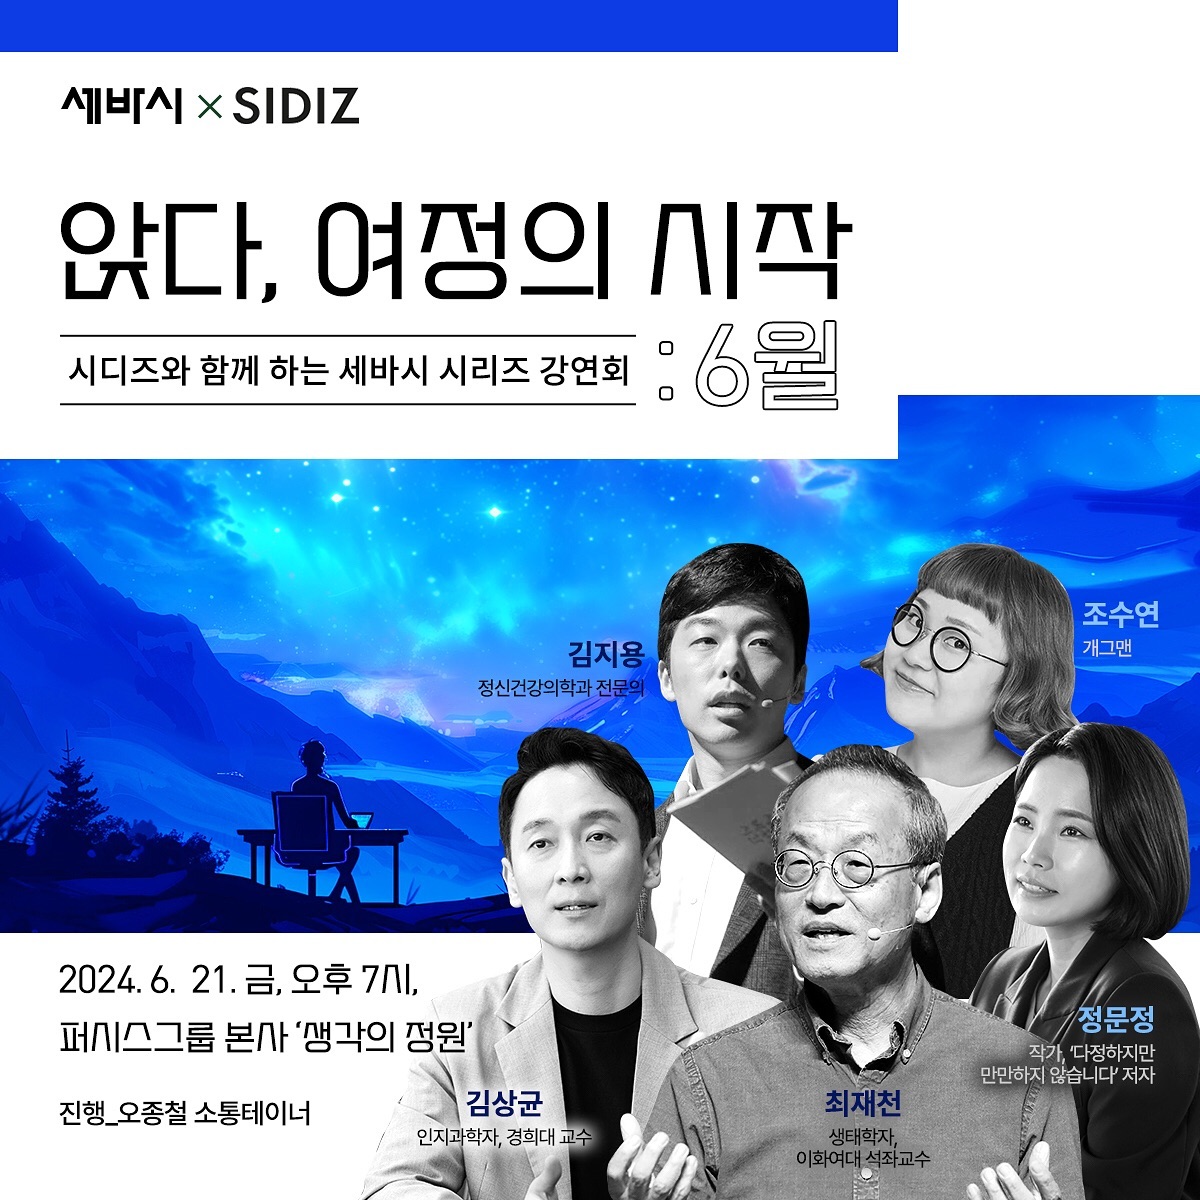 세바시 × SIDIZ
앉다, 여정의 시작
시디즈와 함께 하는 세바시 시리즈 강연회
:6월
김지용
정신건강의학과 전문의
조수연
개그맨
2024. 6. 21. 금, 오후 7시,
퍼시스그룹 본사 ‘생각의 정원’
진행_오종철 소통테이너
김상균
인지과학자, 경희대 교수
최재천
생태학자,
이화여대 석좌교수
정문정
작가, ‘다정하지만
만만하지 않습니다’ 저자